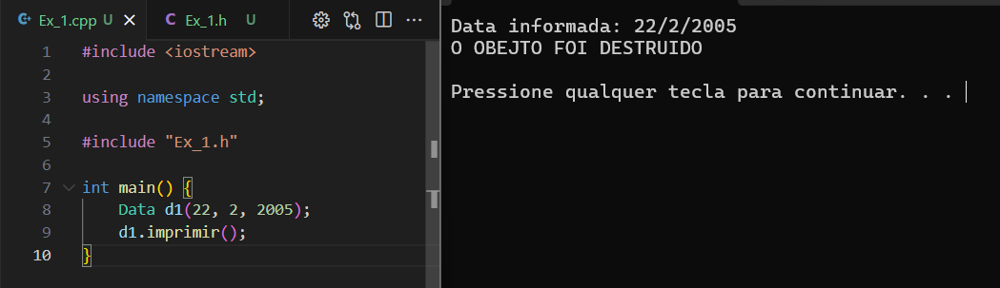 Ex_1.cpp U
Ex_1.h U
1 #include <iostream>
2
3 using namespace std;
4
5 #include "Ex_1.h"
6
7 int main() {
8 Data d1(22, 2, 2005);
9 d1.imprimir();
10 }
Data informada: 22/2/2005
O OBEJTO FOI DESTRUIDO
Pressione qualquer tecla para continuar. . .